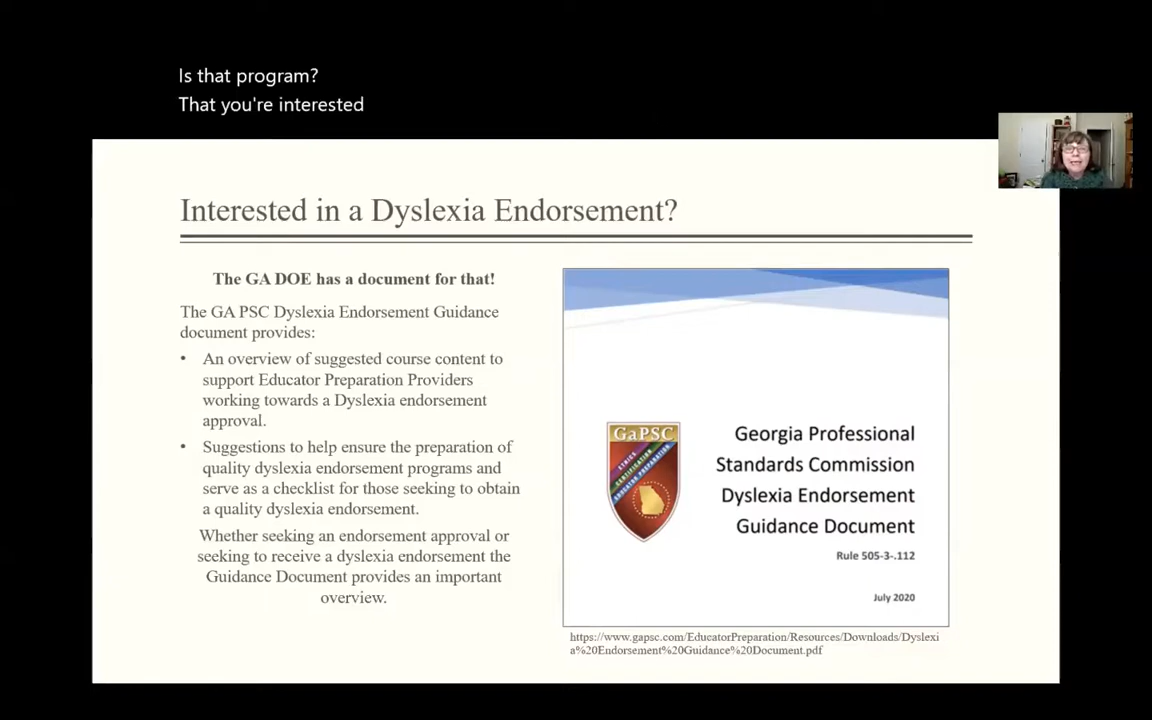 Is that program?
That you're interested
Interested in a Dyslexia Endorsement?
The GA DOE has a document for that!
The GA PSC Dyslexia Endorsement Guidance
document provides:
• An overview of suggested course content to
support Educator Preparation Providers
working towards a Dyslexia endorsement
approval.
• Suggestions to help ensure the preparation of
quality dyslexia endorsement programs and
serve as a checklist for those seeking to obtain
a quality dyslexia endorsement.
Whether seeking an endorsement approval or
seeking to receive a dyslexia endorsement the
Guidance Document provides an important
overview.
GaPSC
ETHICS
CERTIFICATION
EDUCATOR PREPARATION
Georgia Professional
Standards Commission
Dyslexia Endorsement
Guidance Document
Rule 505-3-.112
July 2020
https://www.gapsc.com/EducatorPreparation/Resources/Downloads/Dyslexi
a%20Endorsement%20Guidance%20Document.pdf